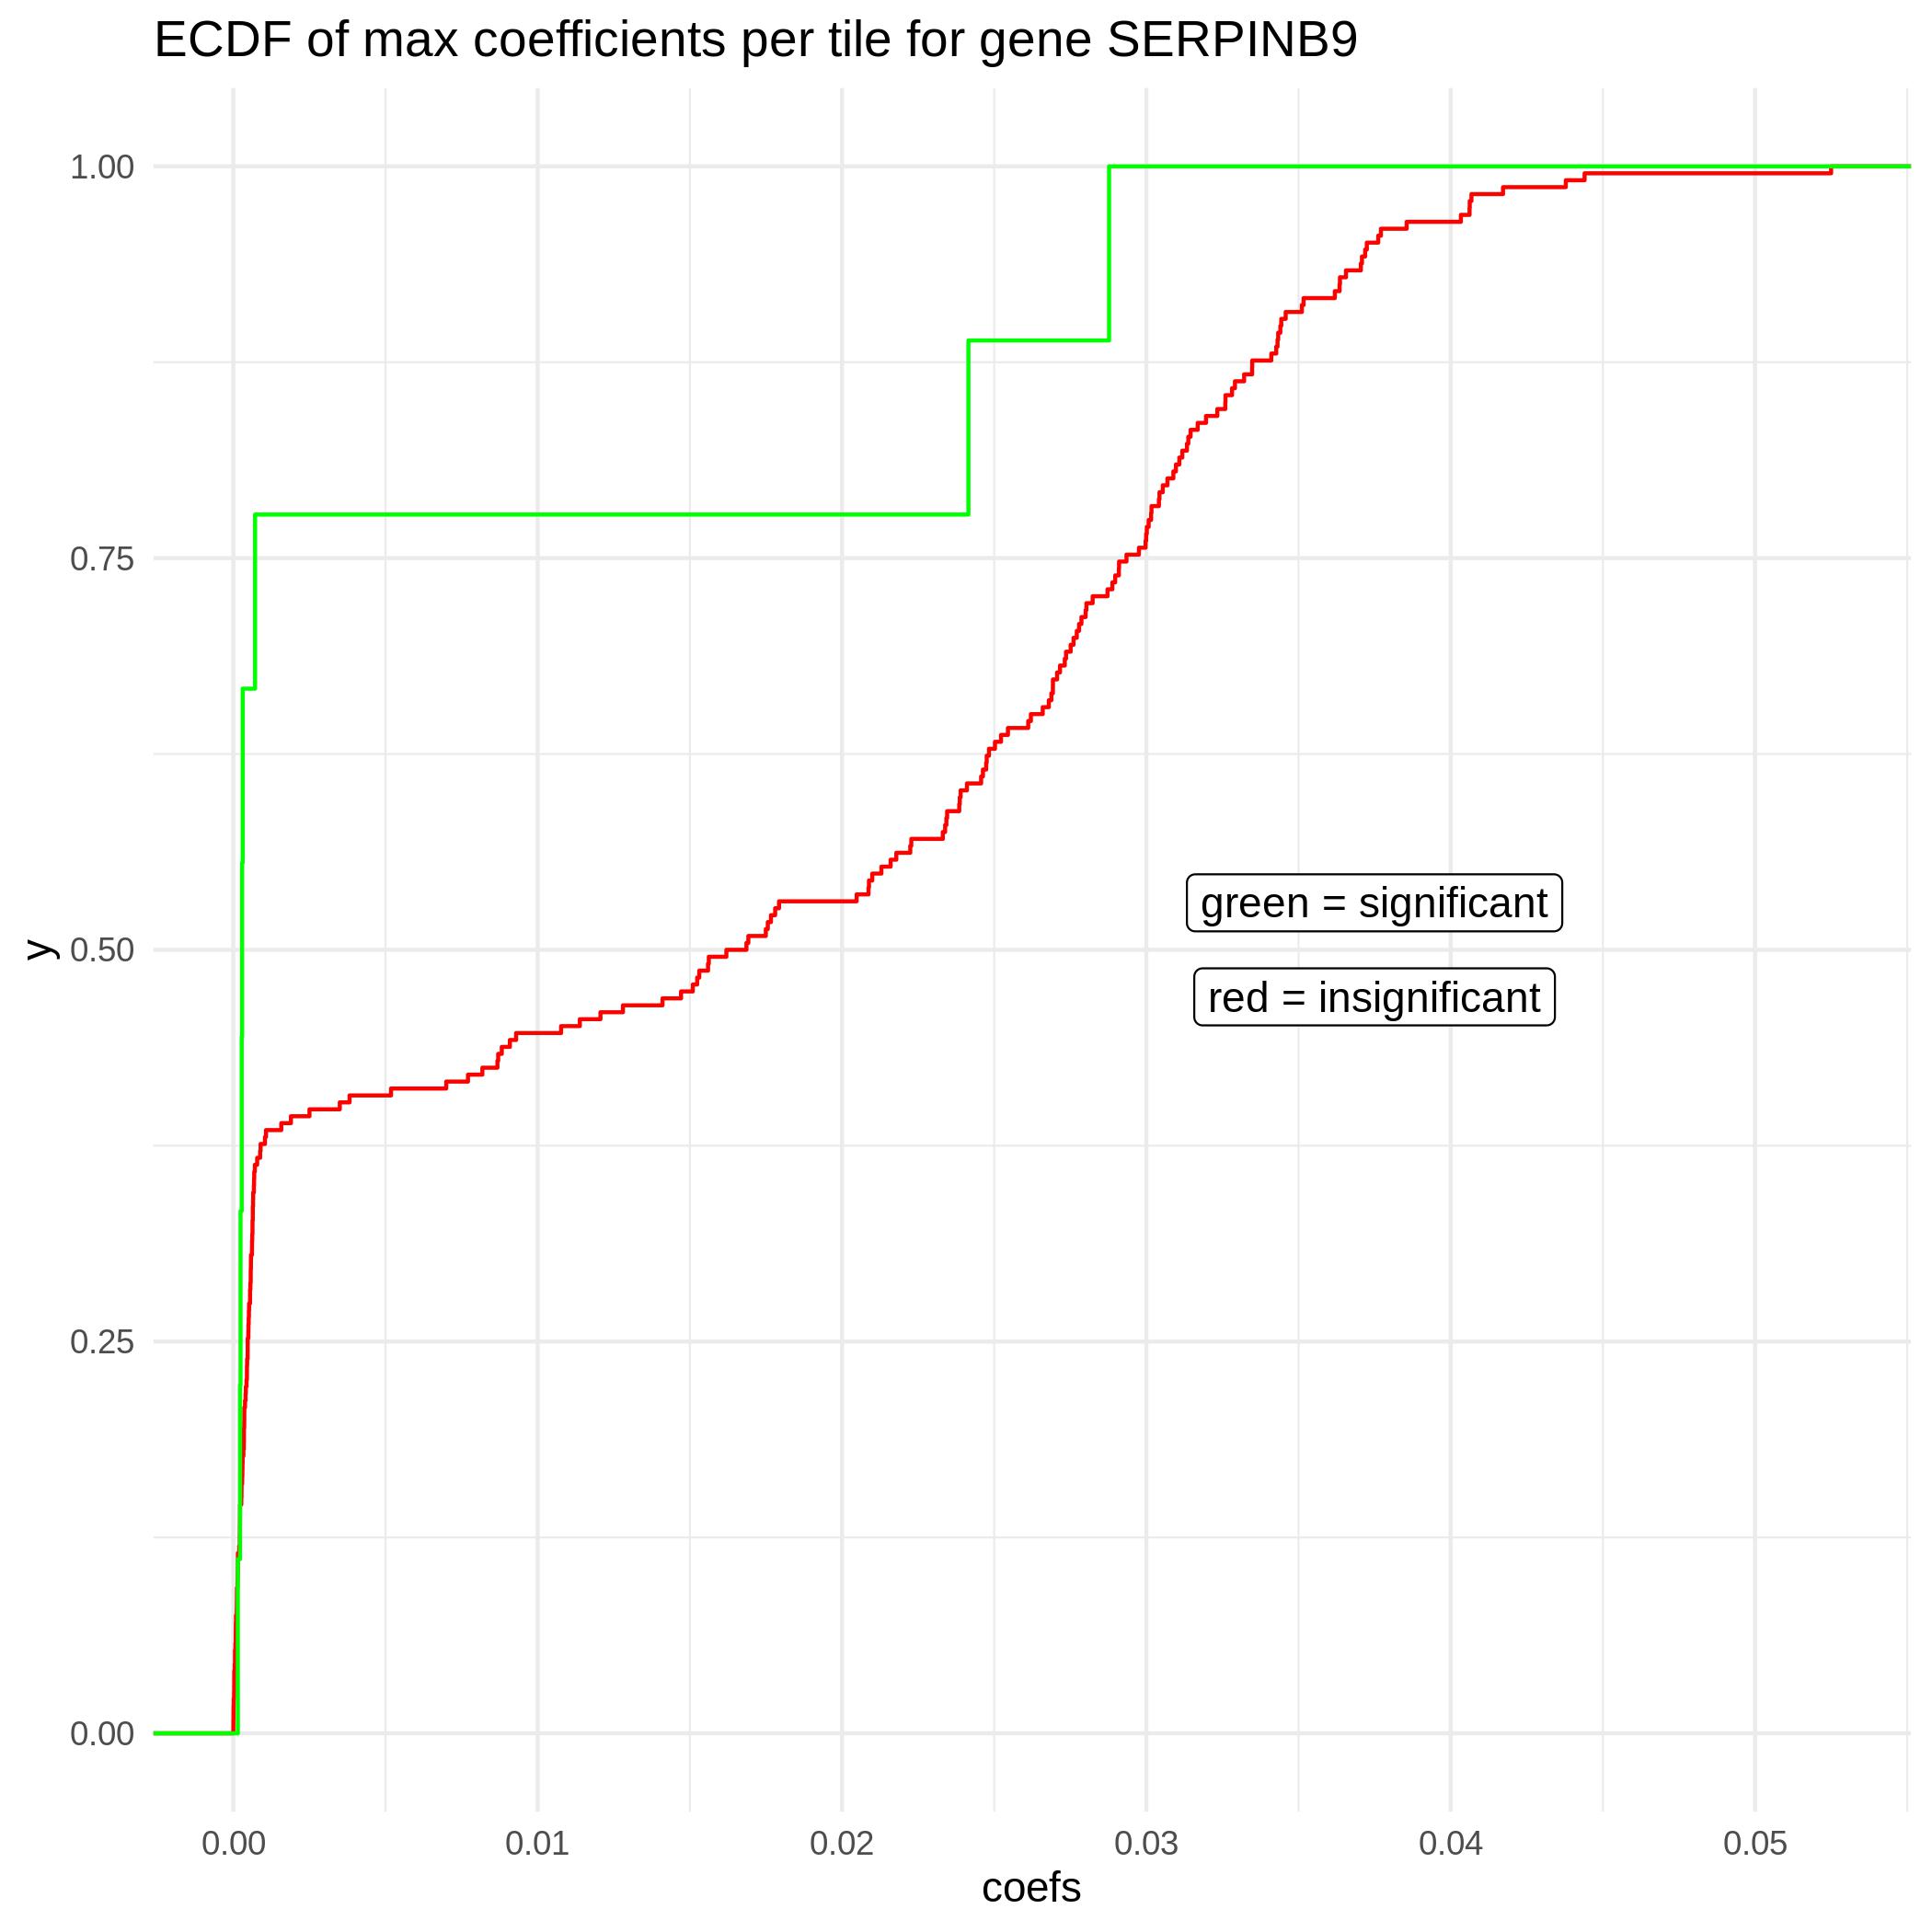 ECDF of max coefficients per tile for gene SERPINB9
1.00
0.75
y
0.50
0.25
0.00
green = significant
red = insignificant
0.00 0.01 0.02 0.03 0.04 0.05
coefs